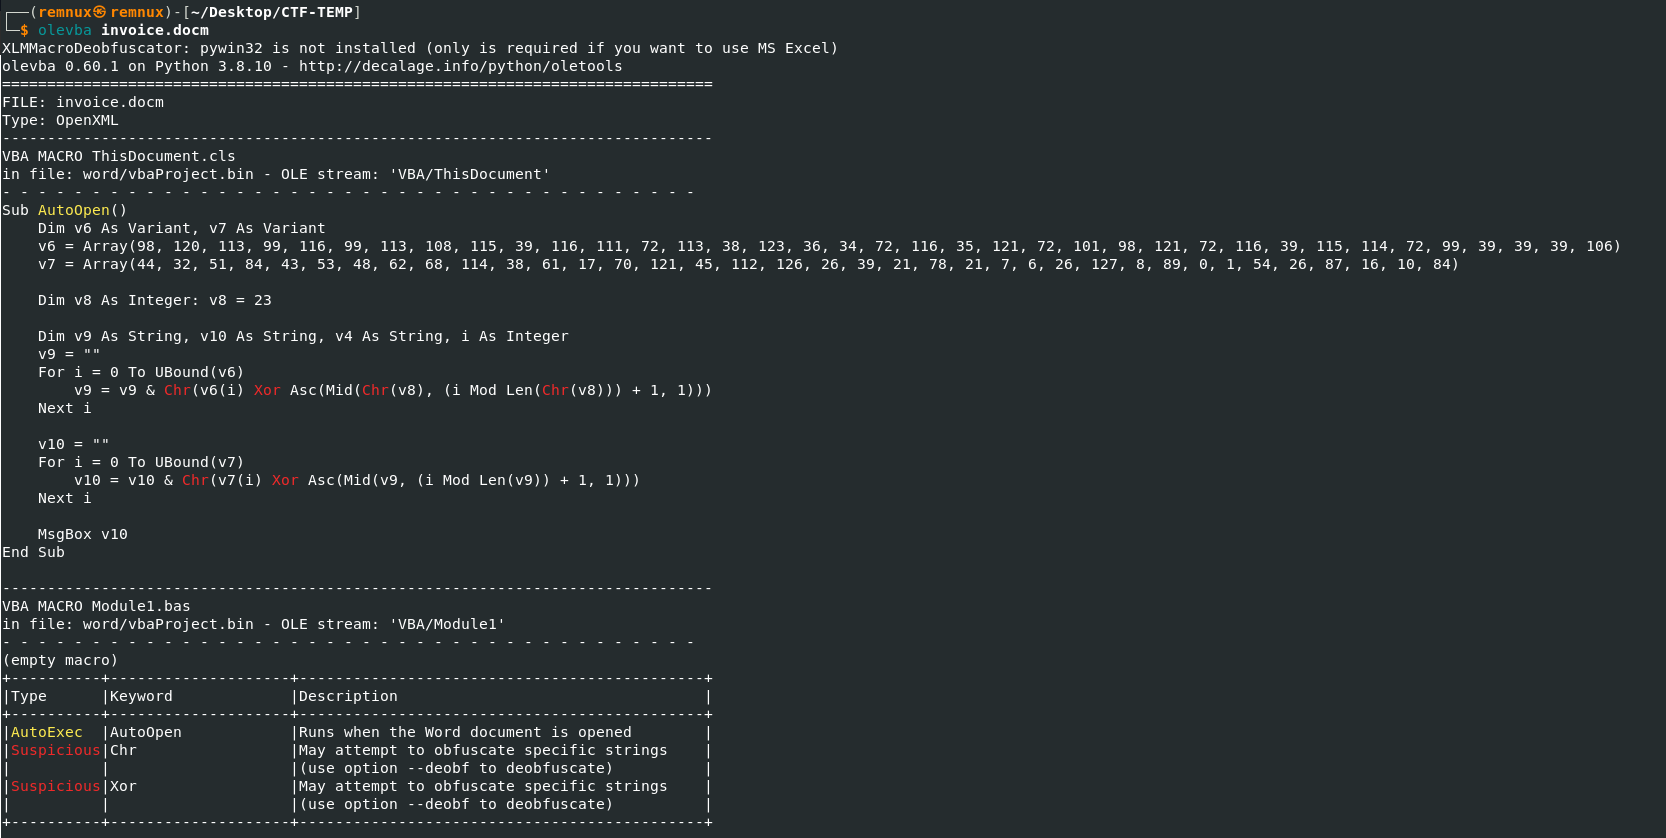 ┌──(remnux㉿remnux)-[~/Desktop/CTF-TEMP]
└─$ olevba invoice.docm
XLMMacroDeobfuscator: pywin32 is not installed (only is required if you want to use MS Excel)
olevba 0.60.1 on Python 3.8.10 - http://decalage.info/python/oletools
===============================================================================
FILE: invoice.docm
Type: OpenXML
-------------------------------------------------------------------------------
VBA MACRO ThisDocument.cls
in file: word/vbaProject.bin - OLE stream: 'VBA/ThisDocument'
- - - - - - - - - - - - - - - - - - - - - - - - - - - - - - - - - - - - - - -
Sub AutoOpen()
    Dim v6 As Variant, v7 As Variant
    v6 = Array(98, 120, 113, 99, 116, 99, 113, 108, 115, 39, 116, 111, 72, 113, 38, 123, 36, 34, 72, 116, 35, 121, 72, 101, 98, 121, 72, 116, 39, 115, 114, 72, 99, 39, 39, 39, 106)
    v7 = Array(44, 32, 51, 84, 43, 53, 48, 62, 68, 114, 38, 61, 17, 70, 121, 45, 112, 126, 26, 39, 21, 78, 21, 7, 6, 26, 127, 8, 89, 0, 1, 54, 26, 87, 16, 10, 84)

    Dim v8 As Integer: v8 = 23

    Dim v9 As String, v10 As String, v4 As String, i As Integer
    v9 = ""
    For i = 0 To UBound(v6)
        v9 = v9 & Chr(v6(i) Xor Asc(Mid(Chr(v8), (i Mod Len(Chr(v8))) + 1, 1)))
    Next i

    v10 = ""
    For i = 0 To UBound(v7)
        v10 = v10 & Chr(v7(i) Xor Asc(Mid(v9, (i Mod Len(v9)) + 1, 1)))
    Next i

    MsgBox v10
End Sub

-------------------------------------------------------------------------------
VBA MACRO Module1.bas
in file: word/vbaProject.bin - OLE stream: 'VBA/Module1'
- - - - - - - - - - - - - - - - - - - - - - - - - - - - - - - - - - - - - - -
(empty macro)
+----------+--------------------+---------------------------------------------+
|Type      |Keyword             |Description                                  |
+----------+--------------------+---------------------------------------------+
|AutoExec  |AutoOpen            |Runs when the Word document is opened        |
|Suspicious|Chr                 |May attempt to obfuscate specific strings    |
|          |                    |(use option --deobf to deobfuscate)          |
|Suspicious|Xor                 |May attempt to obfuscate specific strings    |
|          |                    |(use option --deobf to deobfuscate)          |
+----------+--------------------+---------------------------------------------+